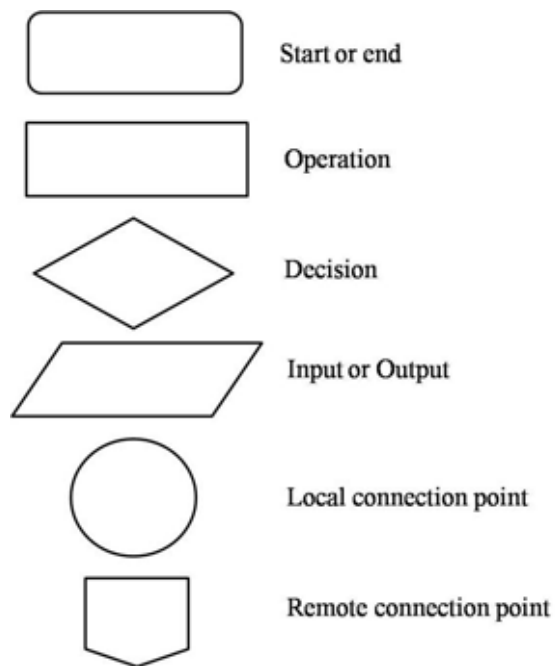 Start or end
Operation
Decision
Input or Output
Local connection point
Remote connection point